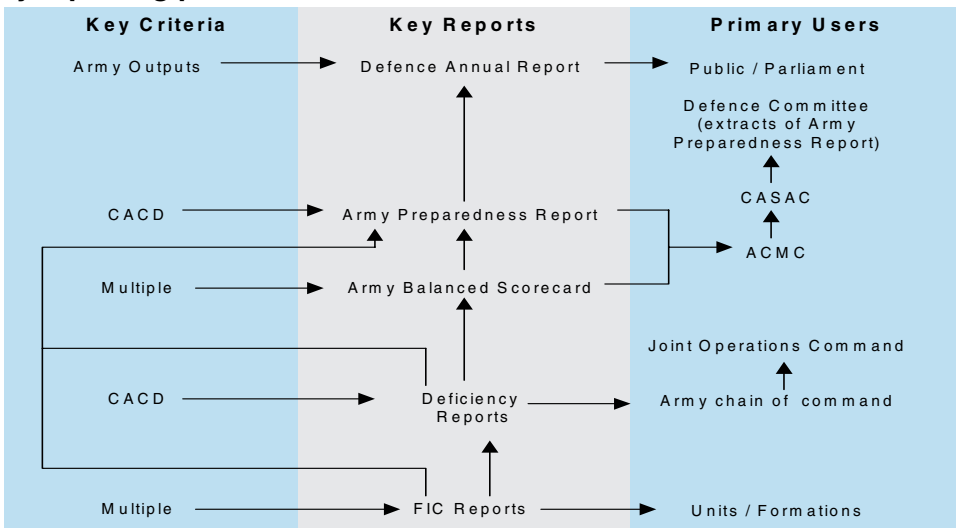 Key Criteria Key Reports Primary Users
Army Outputs Defence Annual Report Public / Parliament
Defence Committee
(extracts of Army
Preparedness Report)
CASAC
CACD Army Preparedness Report
ACMC
Multiple Army Balanced Scorecard
Joint Operations Command
CACD Deficiency
Reports Army chain of command
Multiple FIC Reports Units / Formations